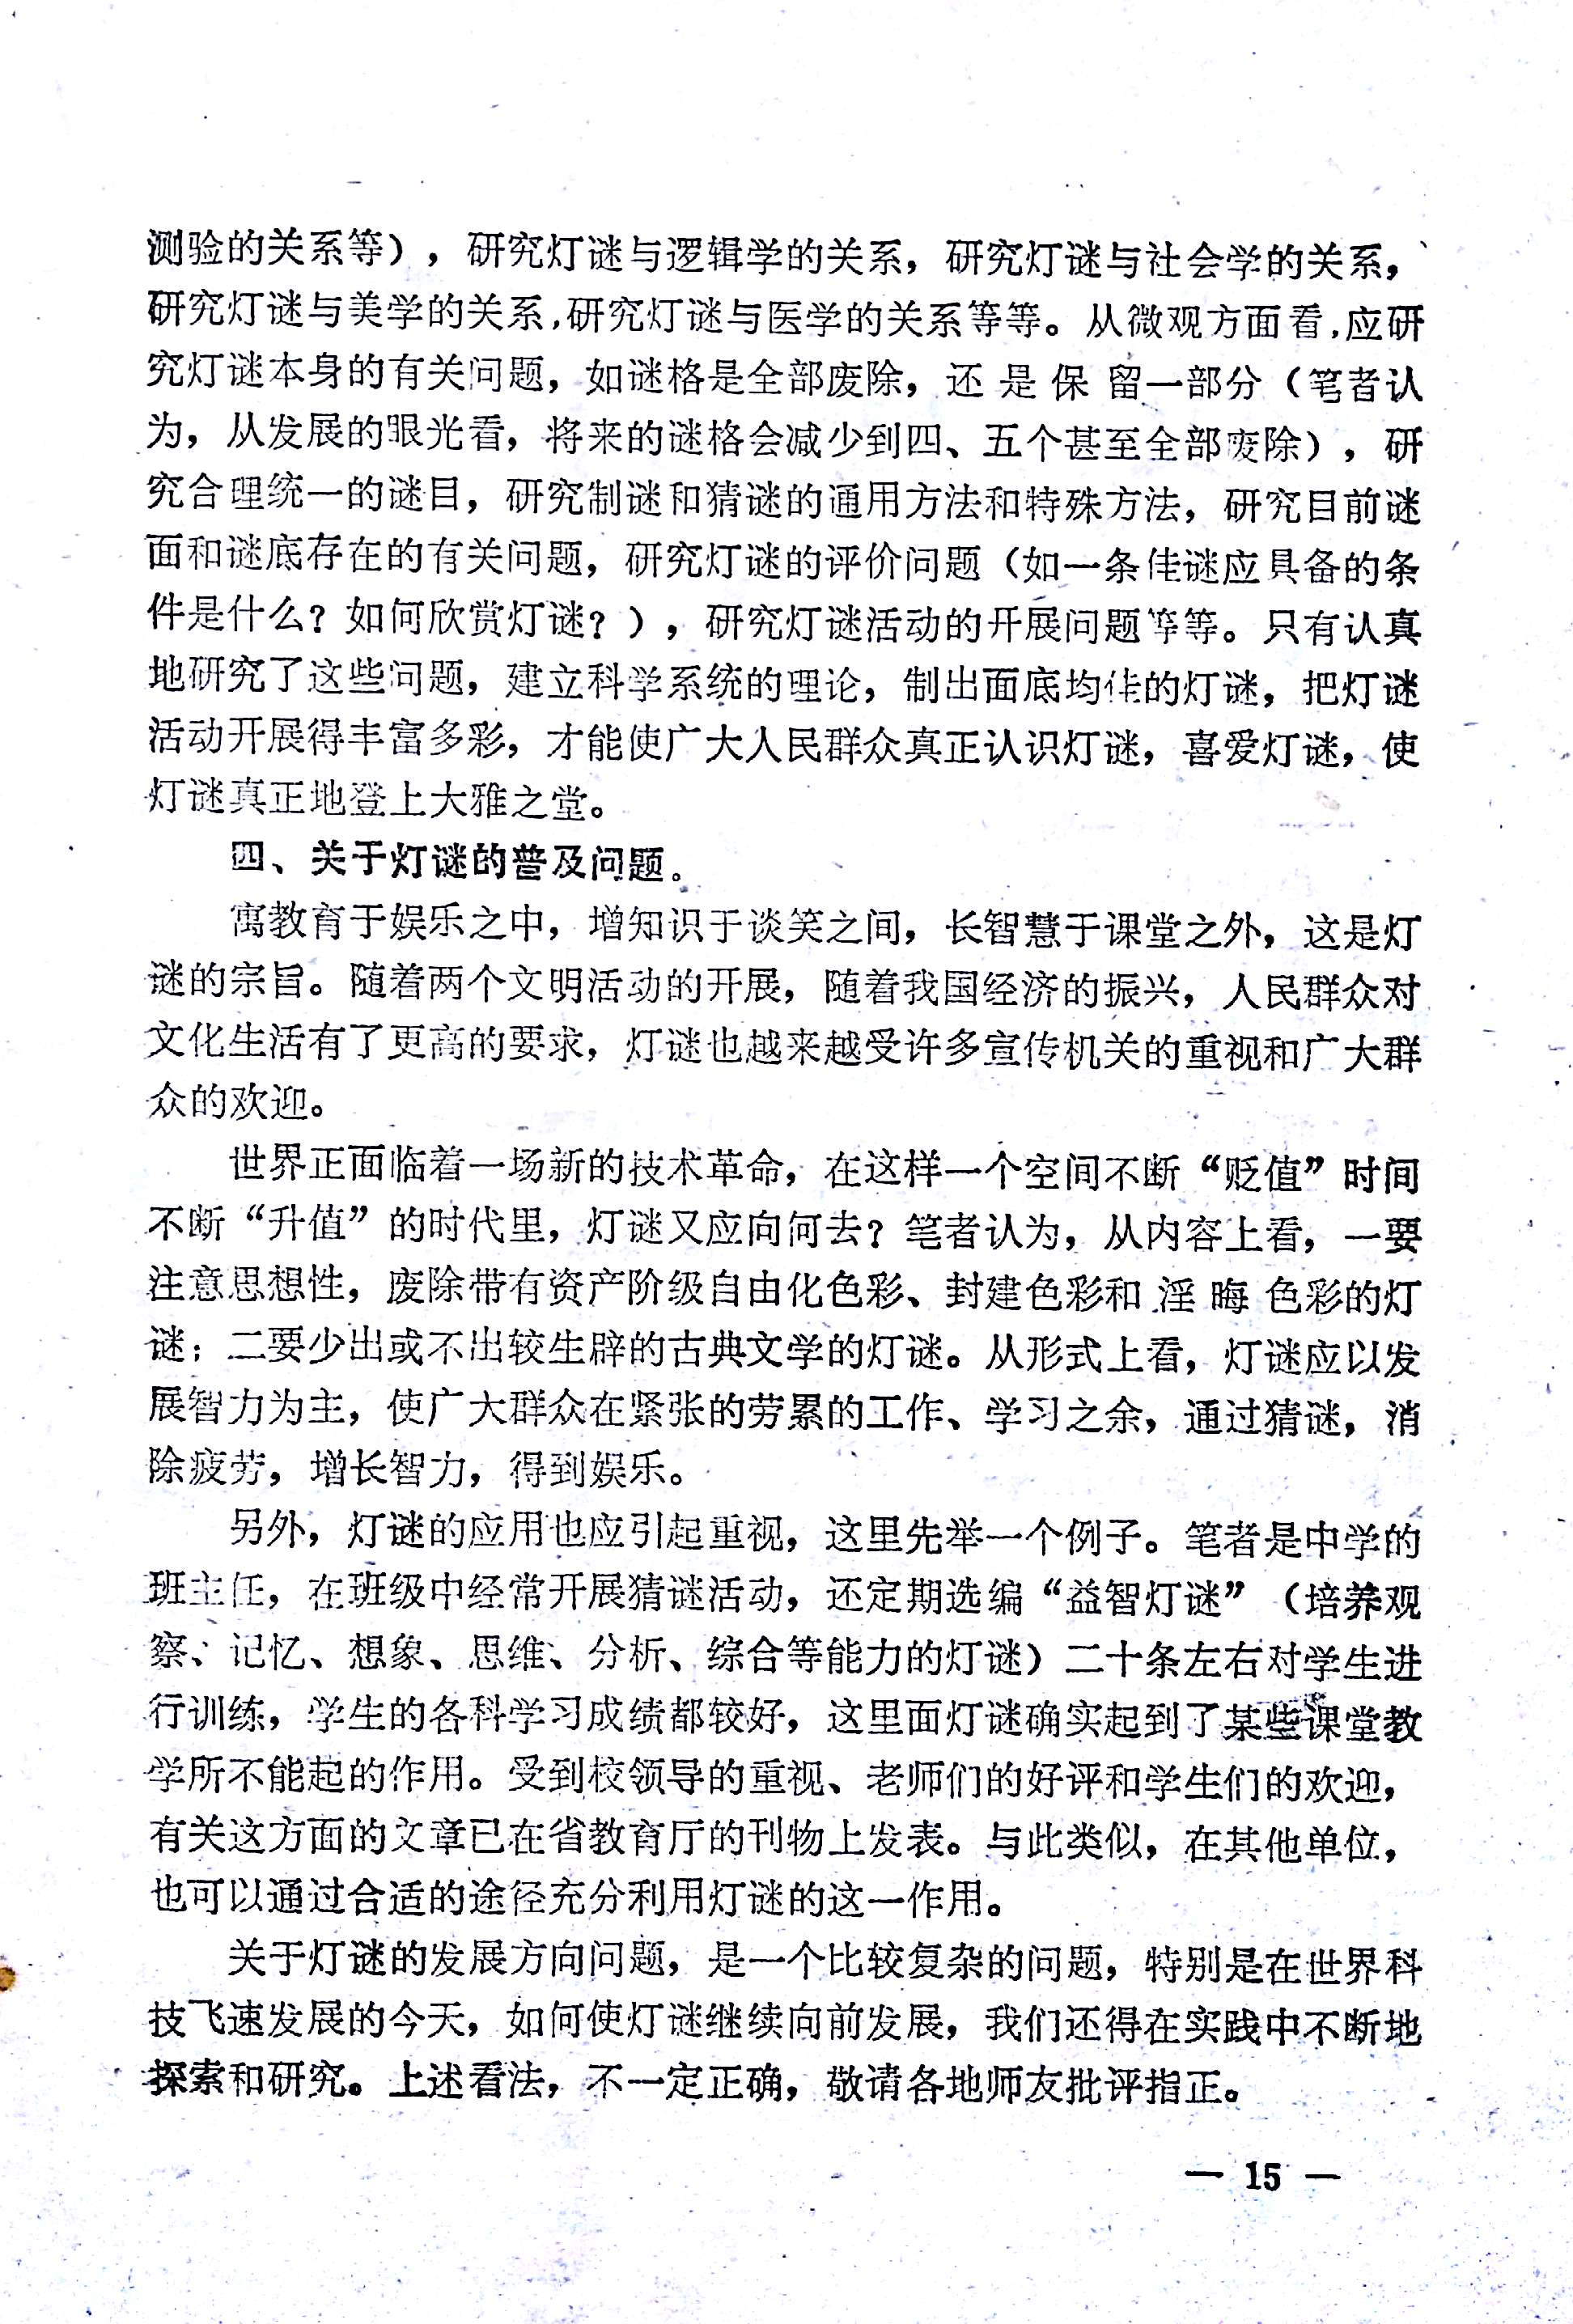 测验的关系等），研究灯谜与逻辑学的关系，研究灯谜与社会学的关系，
研究灯谜与美学的关系，研究灯谜与医学的关系等等。从微观方面看，应研
究灯谜本身的有关问题，如谜格是全部废除，还是保留一部分（笔者认
为，从发展的眼光看，将来的谜格会减少到四、五个甚至全部废除），研
究合理统一的谜目，研究制谜和猜谜的通用方法和特殊方法，研究目前谜
面和谜底存在的有关问题，研究灯谜的评价问题（如一条佳谜应具备的条
件是什么？如何欣赏灯谜？），研究灯谜活动的开展问题等等。只有认真
地研究了这些问题，建立科学系统的理论，制出面底均佳的灯谜，把灯谜
活动开展得丰富多彩，才能使广大人民群众真正认识灯谜，喜爱灯谜，使
灯谜真正地登上大雅之堂。
四、关于灯谜的普及问题。
寓教育于娱乐之中，增知识于谈笑之间，长智慧于课堂之外，这是灯
谜的宗旨。随着两个文明活动的开展，随着我国经济的振兴，人民群众对
文化生活有了更高的要求，灯谜也越来越受许多宣传机关的重视和广大群
众的欢迎。
世界正面临着一场新的技术革命，在这样一个空间不断“贬值”时间
不断“升值”的时代里，灯谜又应向何去？笔者认为，从内容上看，一要
注意思想性，废除带有资产阶级自由化色彩、封建色彩和淫晦色彩的灯
谜；二要少出或不出较生辟的古典文学的灯谜。从形式上看，灯谜应以发
展智力为主，使广大群众在紧张的劳累的工作、学习之余，通过猜谜，消
除疲劳，增长智力，得到娱乐。
另外，灯谜的应用也应引起重视，这里先举一个例子。笔者是中学的
班主任，在班级中经常开展猜谜活动，还定期选编“益智灯谜”（培养观
察、记忆、想象、思维、分析、综合等能力的灯谜）二十条左右对学生进
行训练，学生的各科学习成绩都较好，这里面灯谜确实起到了某些课堂教
学所不能起的作用。受到校领导的重视、老师们的好评和学生们的欢迎，
有关这方面的文章已在省教育厅的刊物上发表。与此类似，在其他单位，
也可以通过合适的途径充分利用灯谜的这一作用。
关于灯谜的发展方向问题，是一个比较复杂的问题，特别是在世界科
技飞速发展的今天，如何使灯谜继续向前发展，我们还得在实践中不断地
探索和研究。上述看法，不一定正确，敬请各地师友批评指正。
— 15 —